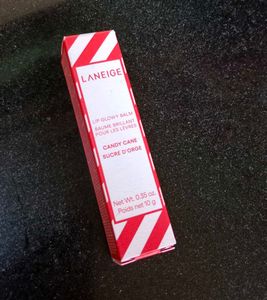 LANEIGE
LIP GLOWY BALM
BAUME BRILLANT
POUR LES LÈVRES
CANDY CANE
SUCRE D'ORGE
Net Wt. 0.35 oz.
Poids net 10 g